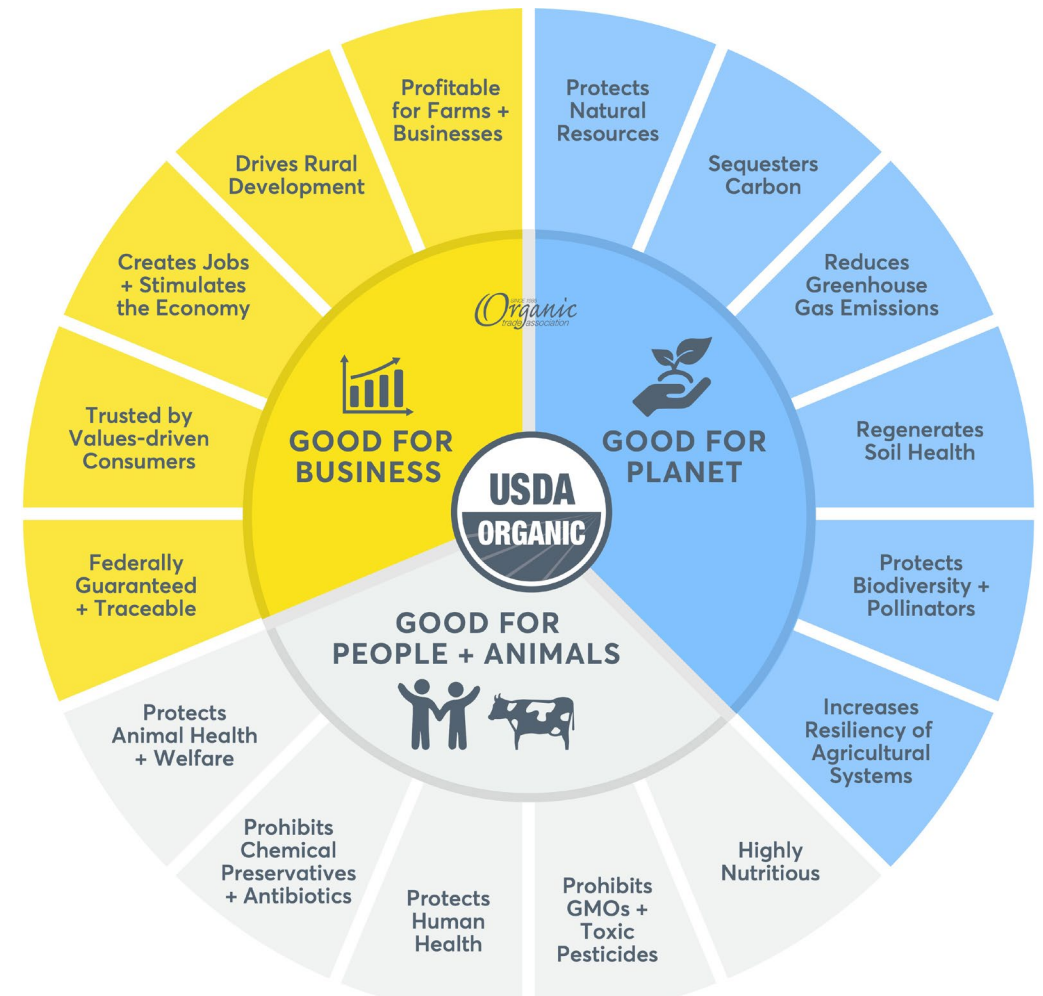 Profitable
for Farms +
Businesses
Protects
Natural
Resources
Drives Rural
Development
Sequesters
Carbon
Creates Jobs
+ Stimulates
the Economy
Reduces
Greenhouse
Gas Emissions
SINCE 1985
Organic
trade association
Trusted by
Values-driven
Consumers
GOOD FOR
BUSINESS
GOOD FOR
PLANET
Regenerates
Soil Health
USDA
ORGANIC
Federally
Guaranteed
+ Traceable
Protects
Biodiversity +
Pollinators
GOOD FOR
PEOPLE + ANIMALS
Protects
Animal Health
+ Welfare
Increases
Resiliency of
Agricultural
Systems
Prohibits
Chemical
Preservatives
+ Antibiotics
Protects
Human
Health
Prohibits
GMOs +
Toxic
Pesticides
Highly
Nutritious